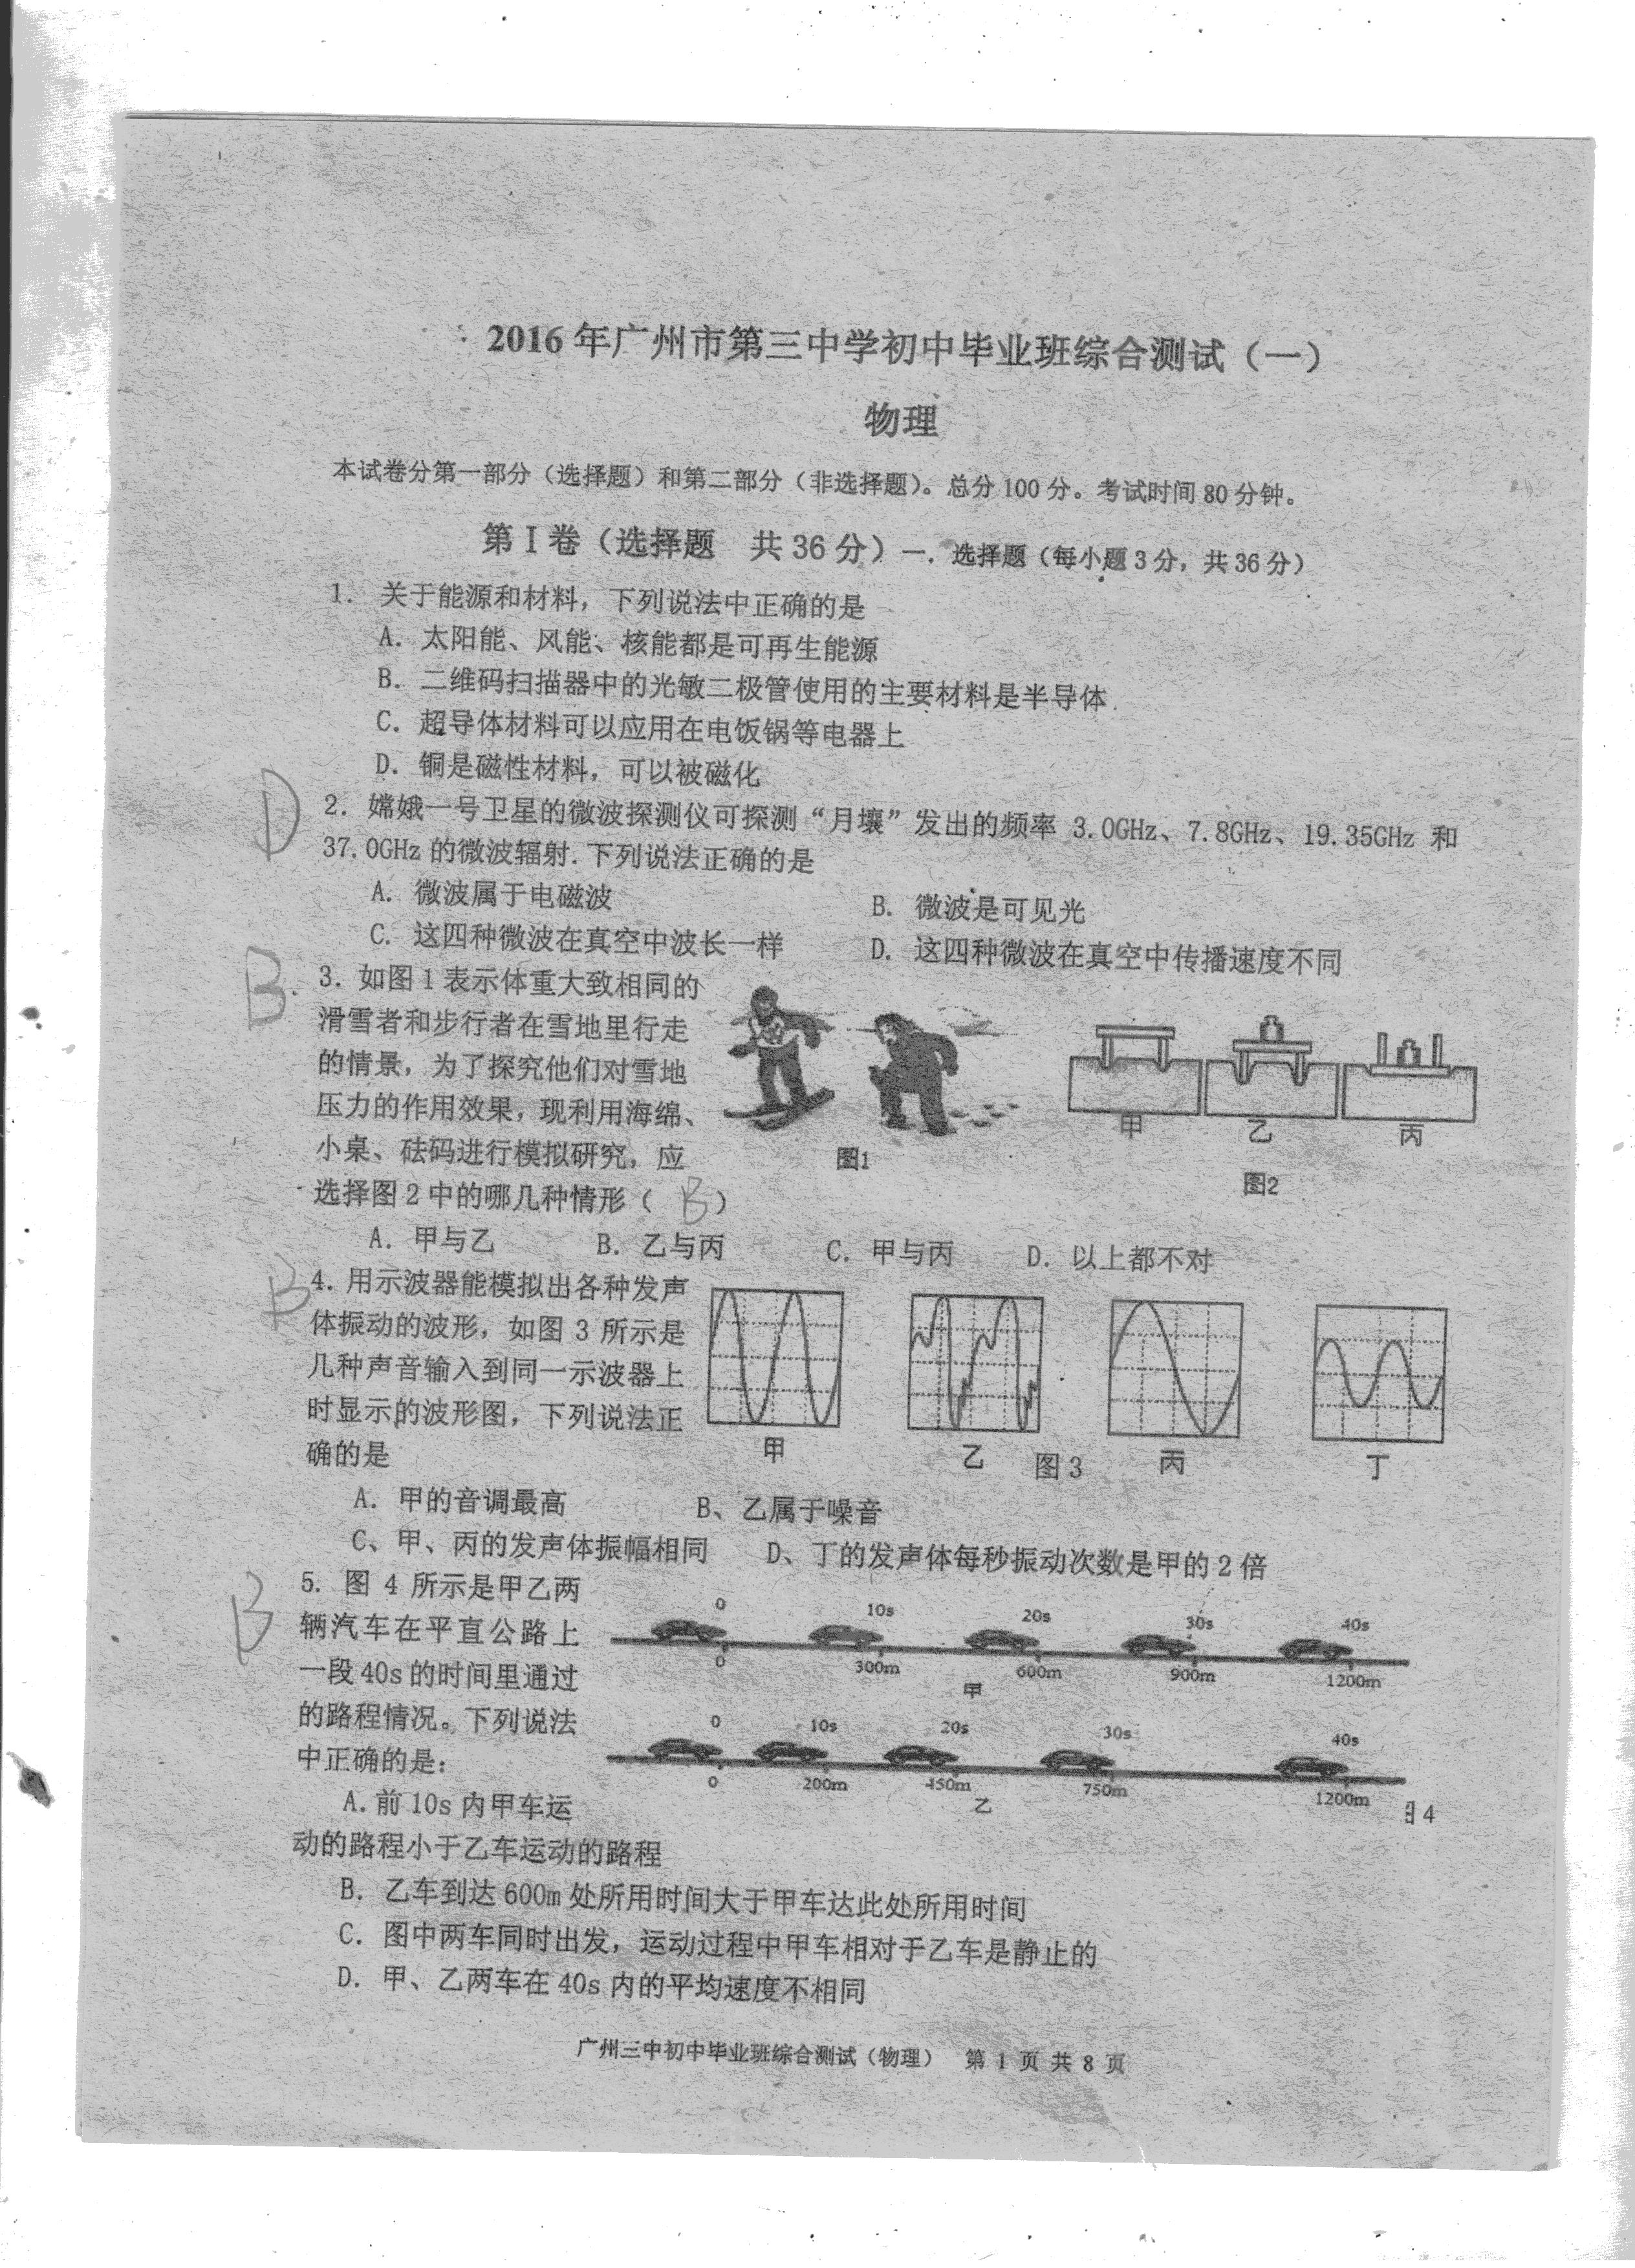 2016年广州市第三中学初中毕业班综合测试（一）
物理
本试卷分第一部分（选择题）和第二部分（非选择题）。总分100分。考试时间80分钟。
第Ⅰ卷（选择题 共36分）一. 选择题（每小题3分，共36分）
1. 关于能源和材料，下列说法中正确的是
A. 太阳能、风能、核能都是可再生能源
B. 二维码扫描器中的光敏二极管使用的主要材料是半导体
C. 超导体材料可以应用在电饭锅等电器上
D. 铜是磁性材料，可以被磁化
D
2. 嫦娥一号卫星的微波探测仪可探测“月壤”发出的频率 3.0GHz、7.8GHz、19.35GHz 和
37.0GHz 的微波辐射. 下列说法正确的是
A. 微波属于电磁波 B. 微波是可见光
C. 这四种微波在真空中波长一样 D. 这四种微波在真空中传播速度不同
B.
3. 如图1表示体重大致相同的
滑雪者和步行者在雪地里行走
的情景，为了探究他们对雪地
压力的作用效果，现利用海绵、
小桌、砝码进行模拟研究，应
选择图2中的哪几种情形（ B ）
图1
甲 乙 丙
图2
A. 甲与乙 B. 乙与丙 C. 甲与丙 D. 以上都不对
B
4. 用示波器能模拟出各种发声
体振动的波形，如图 3 所示是
几种声音输入到同一示波器上
时显示的波形图，下列说法正
确的是
甲 乙 图3 丙 丁
A. 甲的音调最高 B、乙属于噪音
C、甲、丙的发声体振幅相同 D、丁的发声体每秒振动次数是甲的2倍
B
5. 图 4 所示是甲乙两
辆汽车在平直公路上
一段40s的时间里通过
的路程情况。下列说法
中正确的是：
0 10s 20s 30s 40s
0 300m 600m 900m 1200m
甲
0 10s 20s 30s 40s
0 200m 450m 750m 1200m
乙
4
A. 前10s内甲车运
动的路程小于乙车运动的路程
B. 乙车到达600m处所用时间大于甲车达此处所用时间
C. 图中两车同时出发，运动过程中甲车相对于乙车是静止的
D. 甲、乙两车在40s内的平均速度不相同
广州三中初中毕业班综合测试（物理） 第 1 页 共 8 页